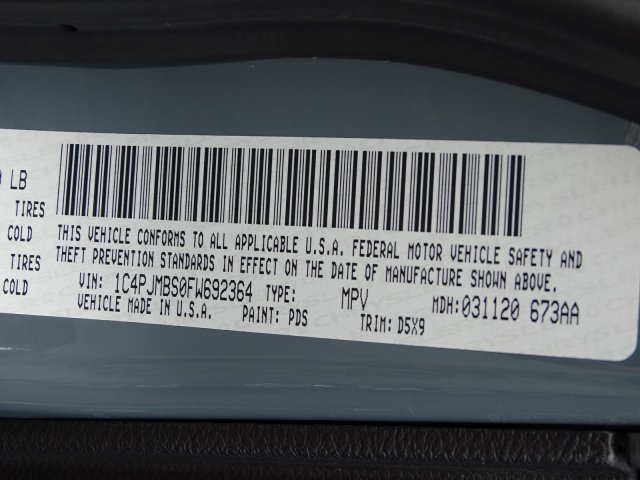 LB
TIRES
COLD
TIRES
COLD
THIS VEHICLE CONFORMS TO ALL APPLICABLE U.S.A. FEDERAL MOTOR VEHICLE SAFETY AND
THEFT PREVENTION STANDARDS IN EFFECT ON THE DATE OF MANUFACTURE SHOWN ABOVE.
VIN: 1C4PJMBS0FW692364 TYPE: MPV MDH:031120 673AA
VEHICLE MADE IN U.S.A. PAINT: PDS TRIM: D5X9